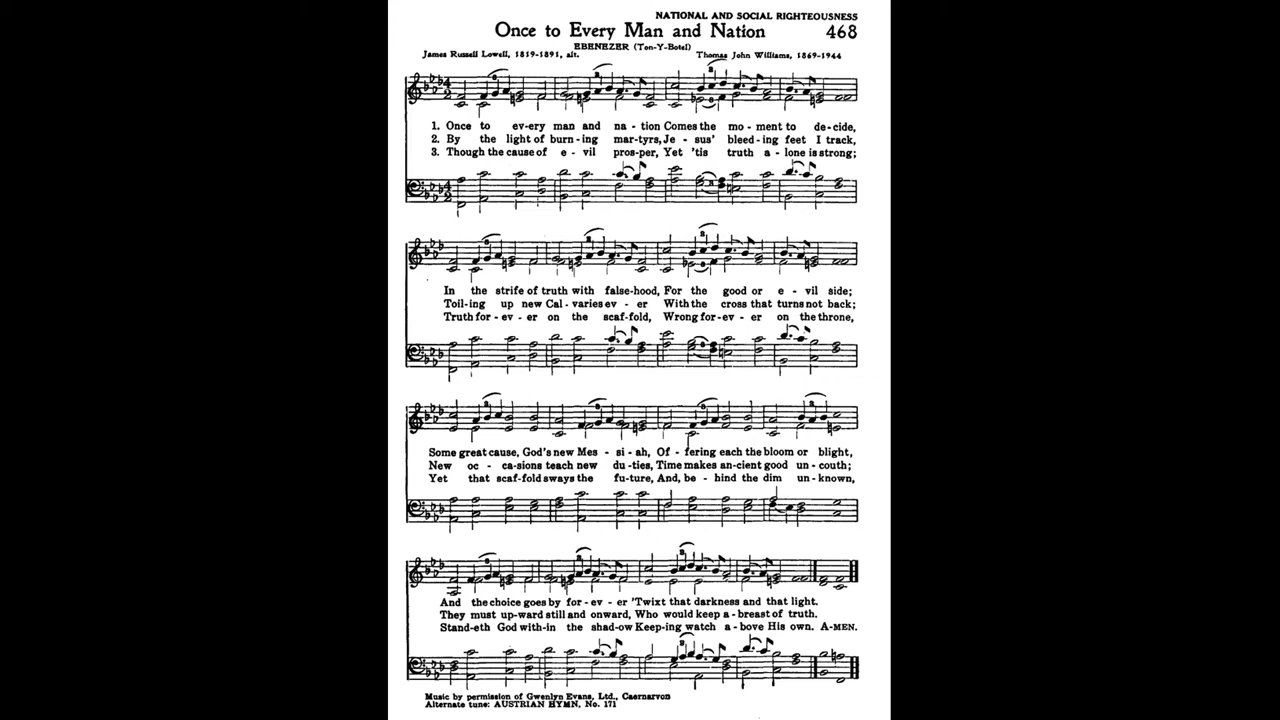 NATIONAL AND SOCIAL RIGHTEOUSNESS
Once to Every Man and Nation 468
EBENEZER (Ton-Y-Botel)
James Russell Lowell, 1819-1891, alt. Thomas John Williams, 1869-1944
1. Once to ev-ery man and na - tion Comes the mo - ment to de-cide,
2. By the light of burn-ing mar-tyrs, Je - sus' bleed-ing feet I track,
3. Though the cause of e - vil pros-per, Yet 'tis truth a - lone is strong;
In the strife of truth with false-hood, For the good or e - vil side;
Toil-ing up new Cal-varies ev - er With the cross that turns not back;
Truth for-ev - er on the scaf-fold, Wrong for-ev - er on the throne,
Some great cause, God's new Mes - si - ah, Of - fering each the bloom or blight,
New oc - ca-sions teach new du-ties, Time makes an-cient good un - couth;
Yet that scaf-fold sways the fu-ture, And, be - hind the dim un-known,
And the choice goes by for-ev - er 'Twixt that darkness and that light.
They must up-ward still and onward, Who would keep a-breast of truth.
Stand-eth God with-in the shad-ow Keep-ing watch a-bove His own. A-MEN.
Music by permission of Gwenlyn Evans, Ltd., Caernarvon
Alternate tune: AUSTRIAN HYMN, No. 171